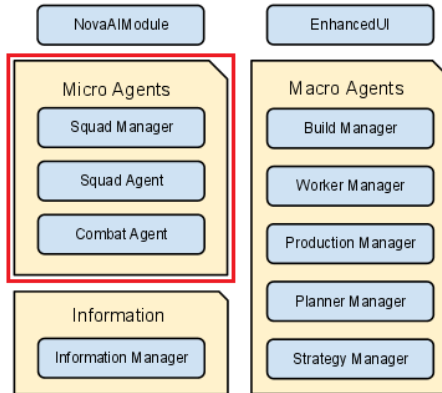 NovaAIModule
EnhancedUI
Micro Agents
Squad Manager
Squad Agent
Combat Agent
Information
Information Manager
Macro Agents
Build Manager
Worker Manager
Production Manager
Planner Manager
Strategy Manager